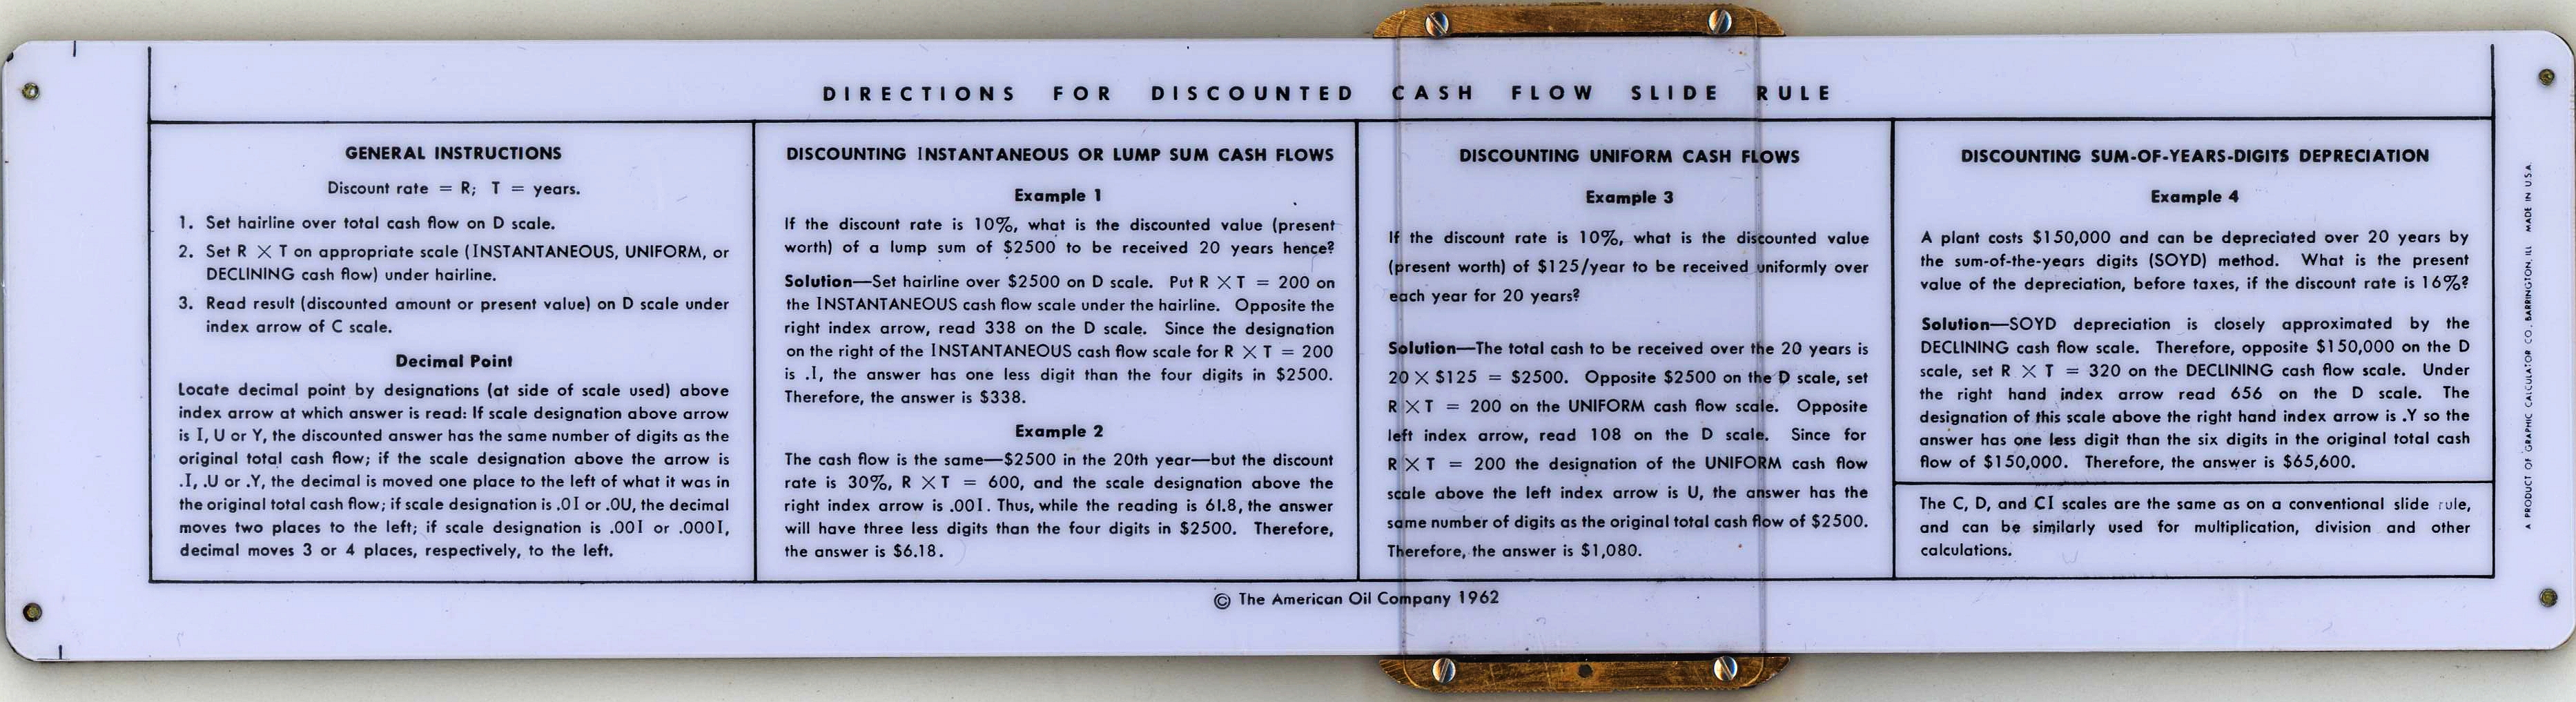 DIRECTIONS FOR DISCOUNTED CASH FLOW SLIDE RULE
GENERAL INSTRUCTIONS
Discount rate = R; T = years.
1. Set hairline over total cash flow on D scale.
2. Set R X T on appropriate scale (INSTANTANEOUS, UNIFORM, or
DECLINING cash flow) under hairline.
3. Read result (discounted amount or present value) on D scale under
index arrow of C scale.
Decimal Point
Locate decimal point by designations (at side of scale used) above
index arrow at which answer is read: If scale designation above arrow
is I, U or Y, the discounted answer has the same number of digits as the
original total cash flow; if the scale designation above the arrow is
.I, .U or .Y, the decimal is moved one place to the left of what it was in
the original total cash flow; if scale designation is .0I or .0U, the decimal
moves two places to the left; if scale designation is .00I or .000I,
decimal moves 3 or 4 places, respectively, to the left.
DISCOUNTING INSTANTANEOUS OR LUMP SUM CASH FLOWS
Example 1
If the discount rate is 10%, what is the discounted value (present
worth) of a lump sum of $2500 to be received 20 years hence?
Solution—Set hairline over $2500 on D scale. Put R X T = 200 on
the INSTANTANEOUS cash flow scale under the hairline. Opposite the
right index arrow, read 338 on the D scale. Since the designation
on the right of the INSTANTANEOUS cash flow scale for R X T = 200
is .I, the answer has one less digit than the four digits in $2500.
Therefore, the answer is $338.
Example 2
The cash flow is the same—$2500 in the 20th year—but the discount
rate is 30%, R X T = 600, and the scale designation above the
right index arrow is .00I. Thus, while the reading is 61.8, the answer
will have three less digits than the four digits in $2500. Therefore,
the answer is $6.18.
DISCOUNTING UNIFORM CASH FLOWS
Example 3
If the discount rate is 10%, what is the discounted value
(present worth) of $125/year to be received uniformly over
each year for 20 years?
Solution—The total cash to be received over the 20 years is
20 X $125 = $2500. Opposite $2500 on the D scale, set
R X T = 200 on the UNIFORM cash flow scale. Opposite
left index arrow, read 108 on the D scale. Since for
R X T = 200 the designation of the UNIFORM cash flow
scale above the left index arrow is U, the answer has the
same number of digits as the original total cash flow of $2500.
Therefore, the answer is $1,080.
DISCOUNTING SUM-OF-YEARS-DIGITS DEPRECIATION
Example 4
A plant costs $150,000 and can be depreciated over 20 years by
the sum-of-the-years digits (SOYD) method. What is the present
value of the depreciation, before taxes, if the discount rate is 16%?
Solution—SOYD depreciation is closely approximated by the
DECLINING cash flow scale. Therefore, opposite $150,000 on the D
scale, set R X T = 320 on the DECLINING cash flow scale. Under
the right hand index arrow read 656 on the D scale. The
designation of this scale above the right hand index arrow is .Y so the
answer has one less digit than the six digits in the original total cash
flow of $150,000. Therefore, the answer is $65,600.
The C, D, and CI scales are the same as on a conventional slide rule,
and can be similarly used for multiplication, division and other
calculations.
© The American Oil Company 1962
A PRODUCT OF GRAPHIC CALCULATOR CO. BARRINGTON, ILL. MADE IN U.S.A.